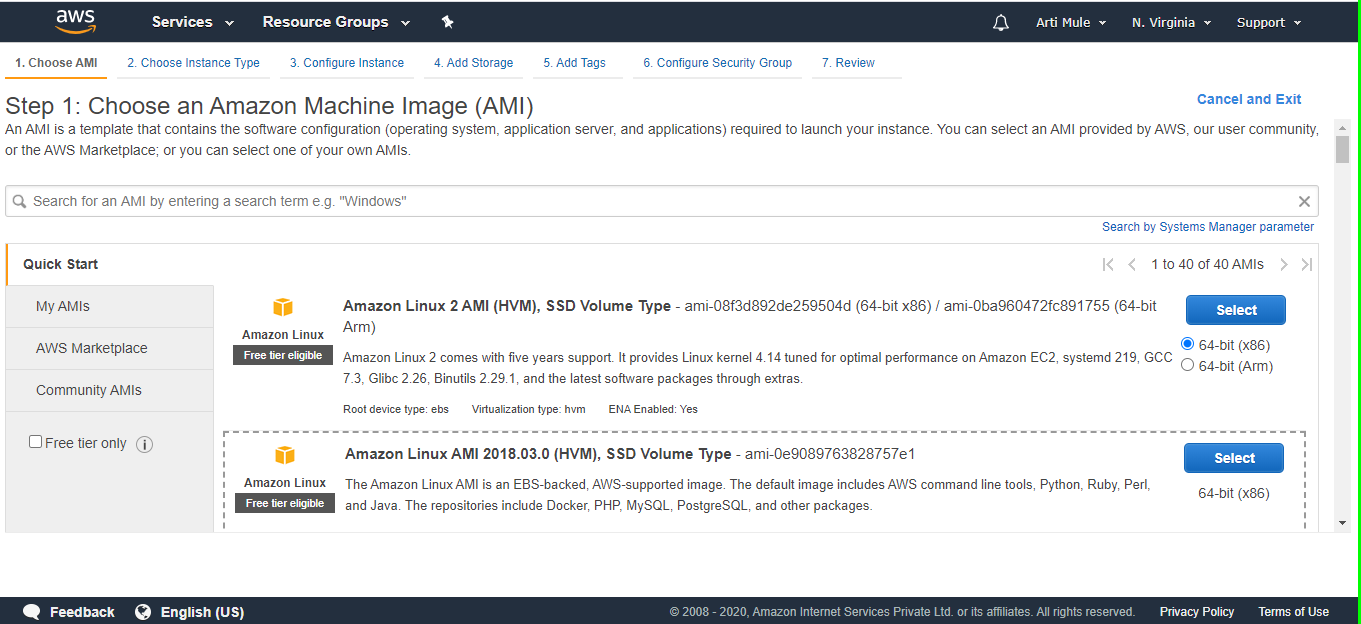 aws Services Resource Groups Arti Mule N. Virginia Support
1. Choose AMI 2. Choose Instance Type 3. Configure Instance 4. Add Storage 5. Add Tags 6. Configure Security Group 7. Review
Step 1: Choose an Amazon Machine Image (AMI)
Cancel and Exit
An AMI is a template that contains the software configuration (operating system, application server, and applications) required to launch your instance. You can select an AMI provided by AWS, our user community,
or the AWS Marketplace; or you can select one of your own AMIs.
Search for an AMI by entering a search term e.g. "Windows"
Search by Systems Manager parameter
Quick Start
1 to 40 of 40 AMIs
My AMIs
AWS Marketplace
Community AMIs
Free tier only
Amazon Linux
Free tier eligible
Amazon Linux 2 AMI (HVM), SSD Volume Type - ami-08f3d892de259504d (64-bit x86) / ami-0ba960472fc891755 (64-bit
Arm)
Amazon Linux 2 comes with five years support. It provides Linux kernel 4.14 tuned for optimal performance on Amazon EC2, systemd 219, GCC
7.3, Glibc 2.26, Binutils 2.29.1, and the latest software packages through extras.
Root device type: ebs Virtualization type: hvm ENA Enabled: Yes
Select
64-bit (x86)
64-bit (Arm)
Amazon Linux
Free tier eligible
Amazon Linux AMI 2018.03.0 (HVM), SSD Volume Type - ami-0e9089763828757e1
The Amazon Linux AMI is an EBS-backed, AWS-supported image. The default image includes AWS command line tools, Python, Ruby, Perl,
and Java. The repositories include Docker, PHP, MySQL, PostgreSQL, and other packages.
Select
64-bit (x86)
Feedback English (US) © 2008 - 2020, Amazon Internet Services Private Ltd. or its affiliates. All rights reserved. Privacy Policy Terms of Use